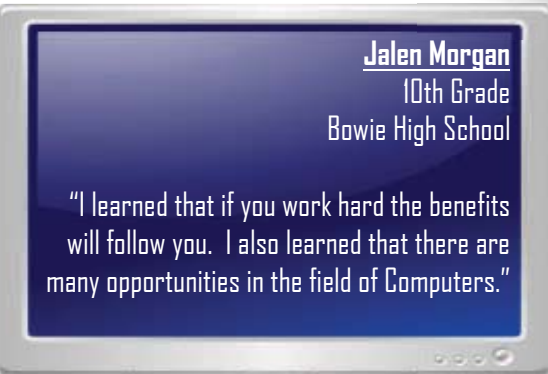 Jalen Morgan
10th Grade
Bowie High School
“I learned that if you work hard the benefits
will follow you.  I also learned that there are
many opportunities in the field of Computers.”